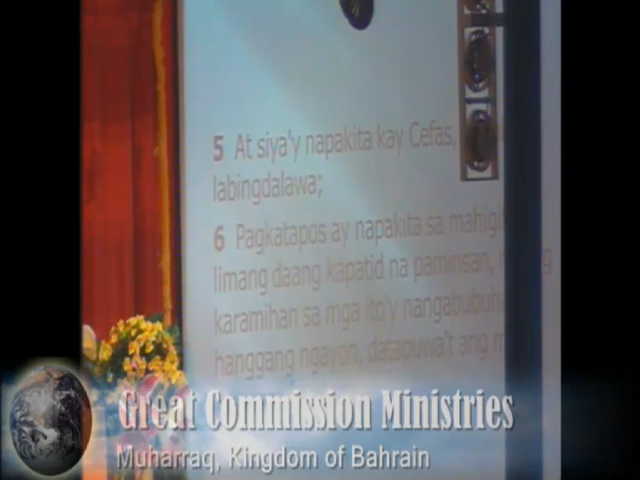 5 At siya'y napakita kay Cefas,
labingdalawa;
6 Pagkatapos ay napakita sa
limang daang kapatid na paminsan,
karamihan sa mga ito'y
hanggang ngayon, datapuwa't ang
Great Commission Ministries
Muharraq, Kingdom of Bahrain